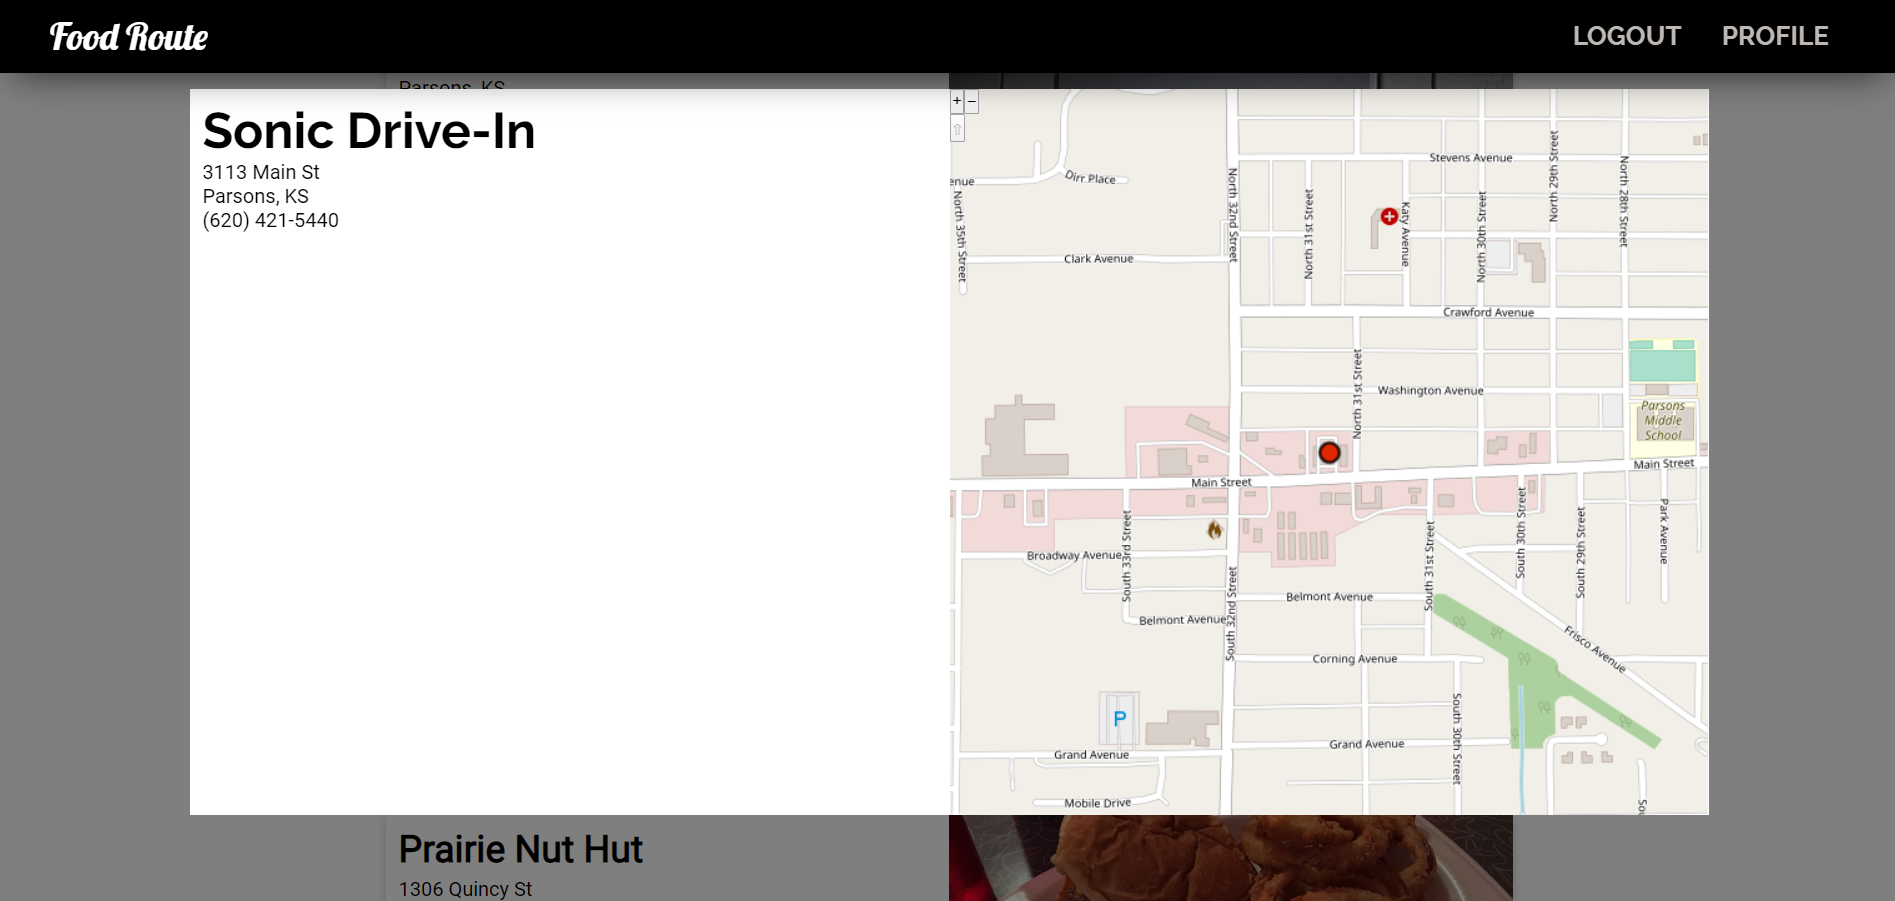 Food Route
LOGOUT
PROFILE
Parsons, KS
Sonic Drive-In
3113 Main St
Parsons, KS
(620) 421-5440
+
−
⇧
Stevens Avenue
Dirr Place
enue
North 35th Street
North 32nd Street
North 31st Street
Katy Avenue
North 30th Street
North 29th Street
North 28th Street
Clark Avenue
Crawford Avenue
North 31st Street
Washington Avenue
Parsons
Middle
School
Main Street
Main Street
South 33rd Street
Broadway Avenue
South 32nd Street
South 31st Street
South 30th Street
South 29th Street
Park Avenue
Belmont Avenue
Belmont Avenue
Frisco Avenue
Corning Avenue
South 30th Street
P
Grand Avenue
Grand Avenue
Mobile Drive
Sou
Prairie Nut Hut
1306 Quincy St